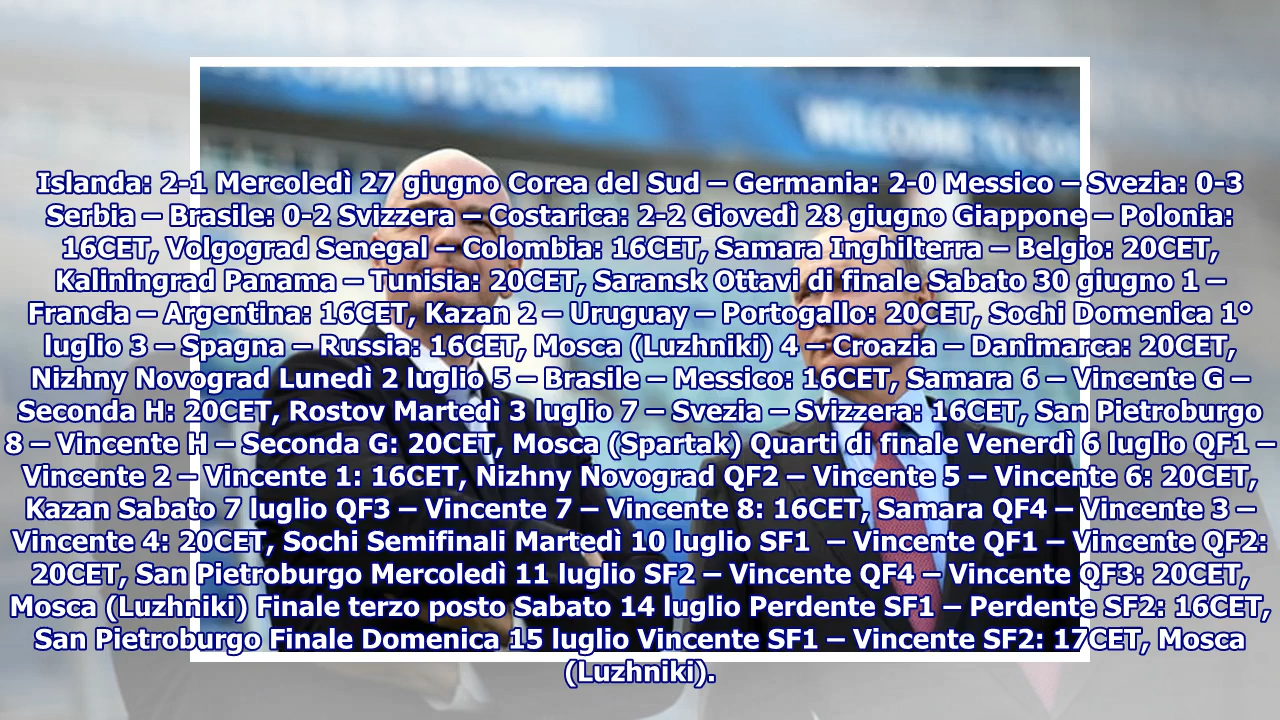 WELCOME TO SO
Islanda: 2-1 Mercoledì 27 giugno Corea del Sud – Germania: 2-0 Messico – Svezia: 0-3
Serbia – Brasile: 0-2 Svizzera – Costarica: 2-2 Giovedì 28 giugno Giappone – Polonia:
16CET, Volgograd Senegal – Colombia: 16CET, Samara Inghilterra – Belgio: 20CET,
Kaliningrad Panama – Tunisia: 20CET, Saransk Ottavi di finale Sabato 30 giugno 1 –
Francia – Argentina: 16CET, Kazan 2 – Uruguay – Portogallo: 20CET, Sochi Domenica 1°
luglio 3 – Spagna – Russia: 16CET, Mosca (Luzhniki) 4 – Croazia – Danimarca: 20CET,
Nizhny Novograd Lunedì 2 luglio 5 – Brasile – Messico: 16CET, Samara 6 – Vincente G –
Seconda H: 20CET, Rostov Martedì 3 luglio 7 – Svezia – Svizzera: 16CET, San Pietroburgo
8 – Vincente H – Seconda G: 20CET, Mosca (Spartak) Quarti di finale Venerdì 6 luglio QF1 –
Vincente 2 – Vincente 1: 16CET, Nizhny Novograd QF2 – Vincente 5 – Vincente 6: 20CET,
Kazan Sabato 7 luglio QF3 – Vincente 7 – Vincente 8: 16CET, Samara QF4 – Vincente 3 –
Vincente 4: 20CET, Sochi Semifinali Martedì 10 luglio SF1 – Vincente QF1 – Vincente QF2:
20CET, San Pietroburgo Mercoledì 11 luglio SF2 – Vincente QF4 – Vincente QF3: 20CET,
Mosca (Luzhniki) Finale terzo posto Sabato 14 luglio Perdente SF1 – Perdente SF2: 16CET,
San Pietroburgo Finale Domenica 15 luglio Vincente SF1 – Vincente SF2: 17CET, Mosca
(Luzhniki).